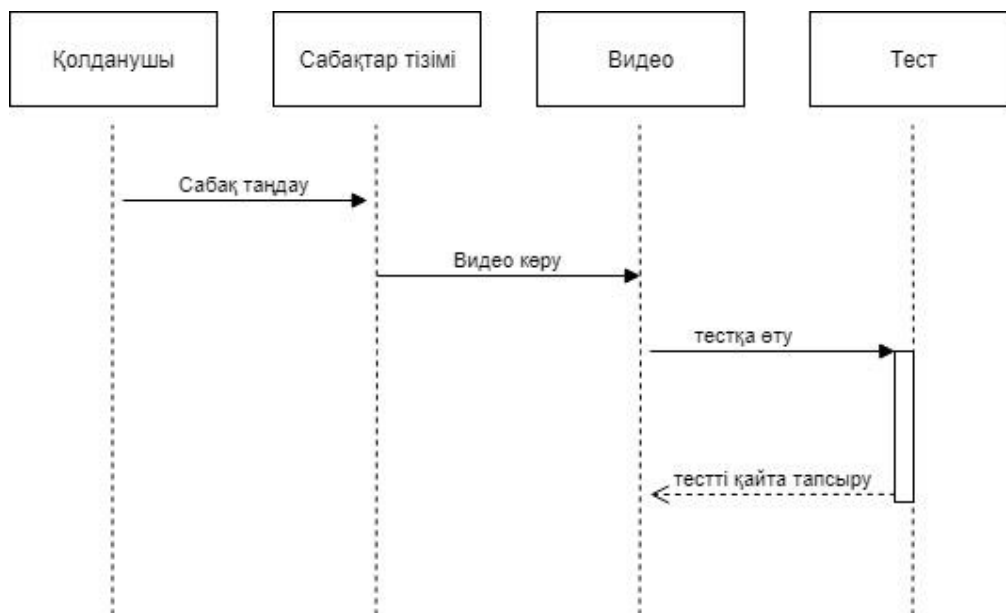 Қолданушы
Сабақтар тізімі
Видео
Тест
Сабақ таңдау
Видео көру
тестқа өту
тестті қайта тапсыру